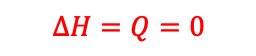 ΔH = Q = 0